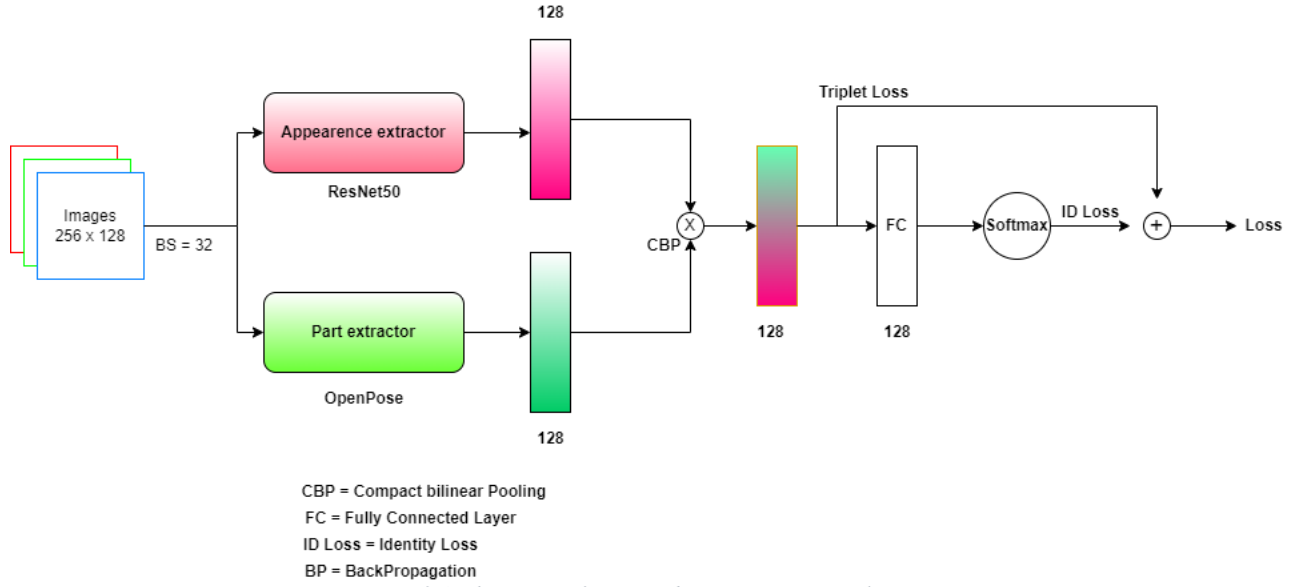 128
Triplet Loss
Appearence extractor
ResNet50
Images
256 x 128
BS = 32
CBP
X
FC
Softmax
ID Loss
+
Loss
128
128
Part extractor
OpenPose
128
CBP = Compact bilinear Pooling
FC = Fully Connected Layer
ID Loss = Identity Loss
BP = BackPropagation